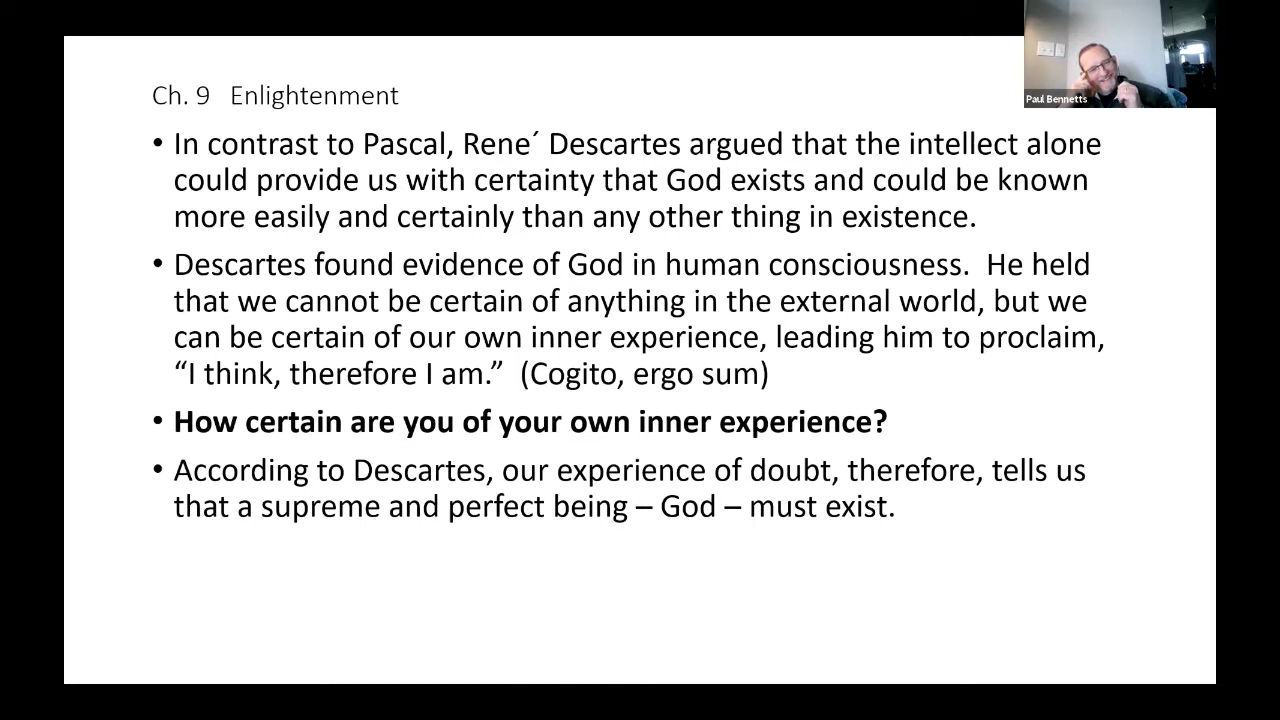 Paul Bennetts
Ch. 9   Enlightenment
• In contrast to Pascal, Rene´ Descartes argued that the intellect alone
could provide us with certainty that God exists and could be known
more easily and certainly than any other thing in existence.
• Descartes found evidence of God in human consciousness.  He held
that we cannot be certain of anything in the external world, but we
can be certain of our own inner experience, leading him to proclaim,
“I think, therefore I am.”  (Cogito, ergo sum)
• How certain are you of your own inner experience?
• According to Descartes, our experience of doubt, therefore, tells us
that a supreme and perfect being – God – must exist.